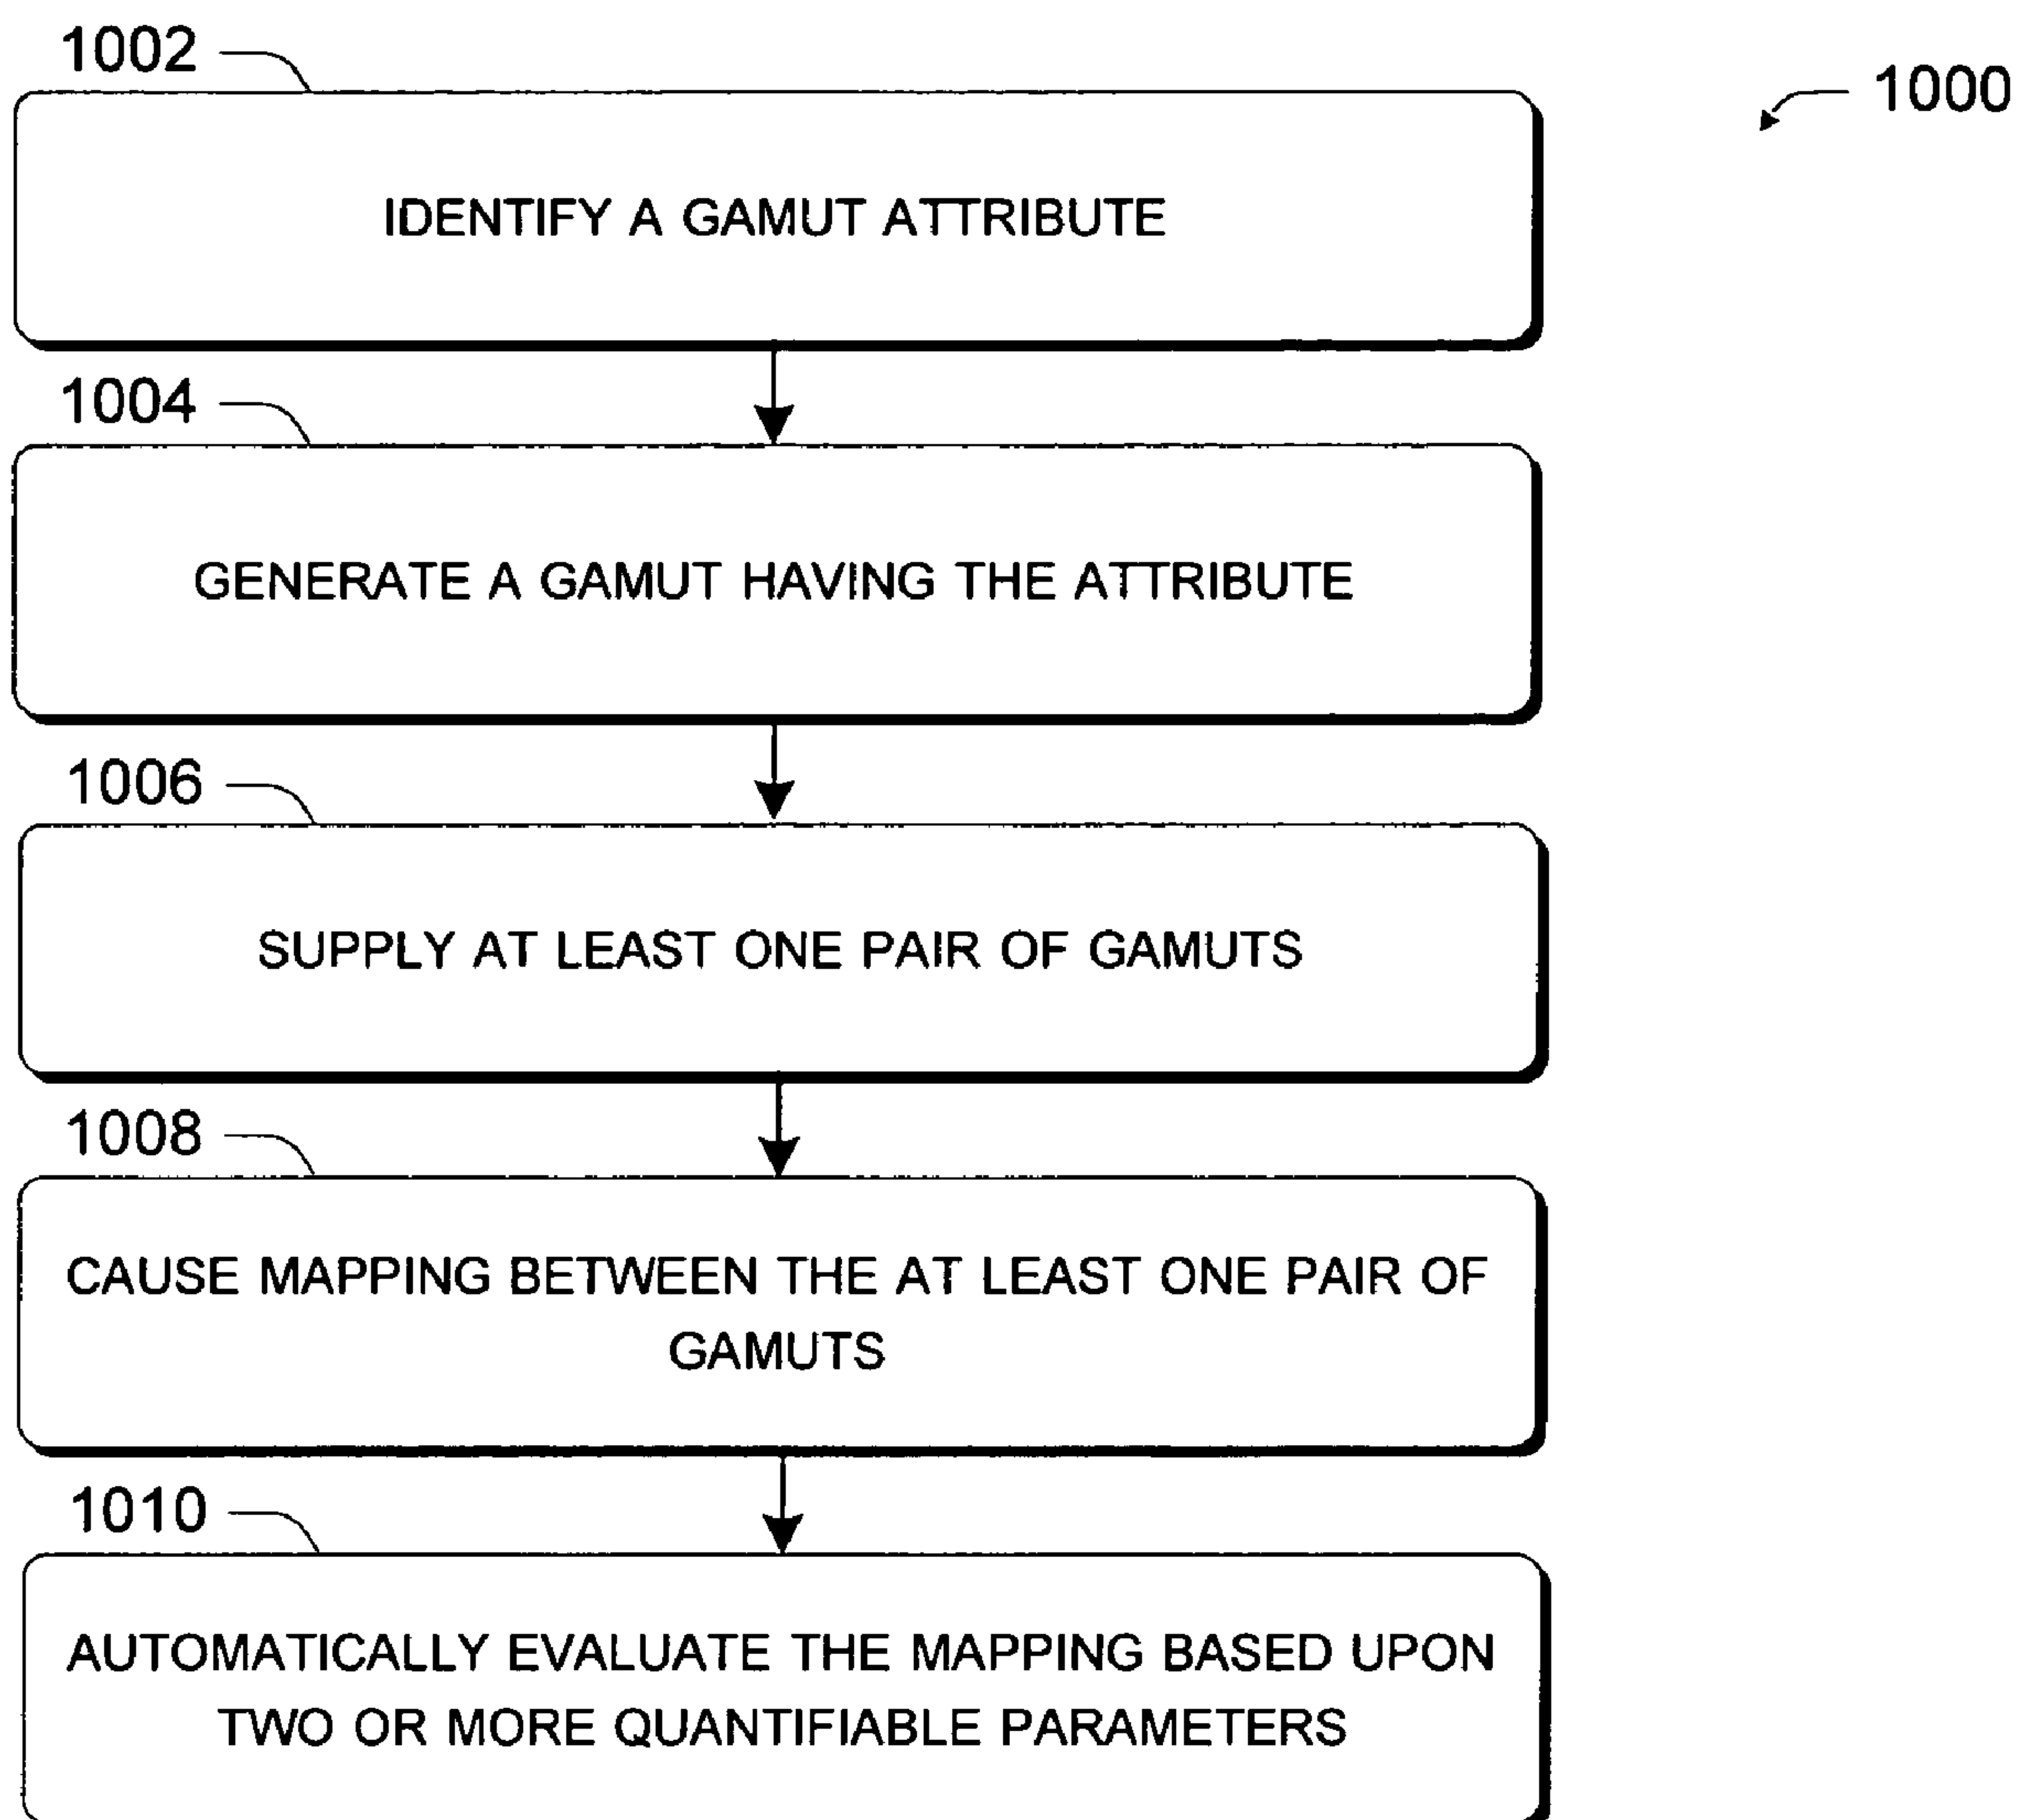 1002
1000
IDENTIFY A GAMUT ATTRIBUTE
1004
GENERATE A GAMUT HAVING THE ATTRIBUTE
1006
SUPPLY AT LEAST ONE PAIR OF GAMUTS
1008
CAUSE MAPPING BETWEEN THE AT LEAST ONE PAIR OF
GAMUTS
1010
AUTOMATICALLY EVALUATE THE MAPPING BASED UPON
TWO OR MORE QUANTIFIABLE PARAMETERS